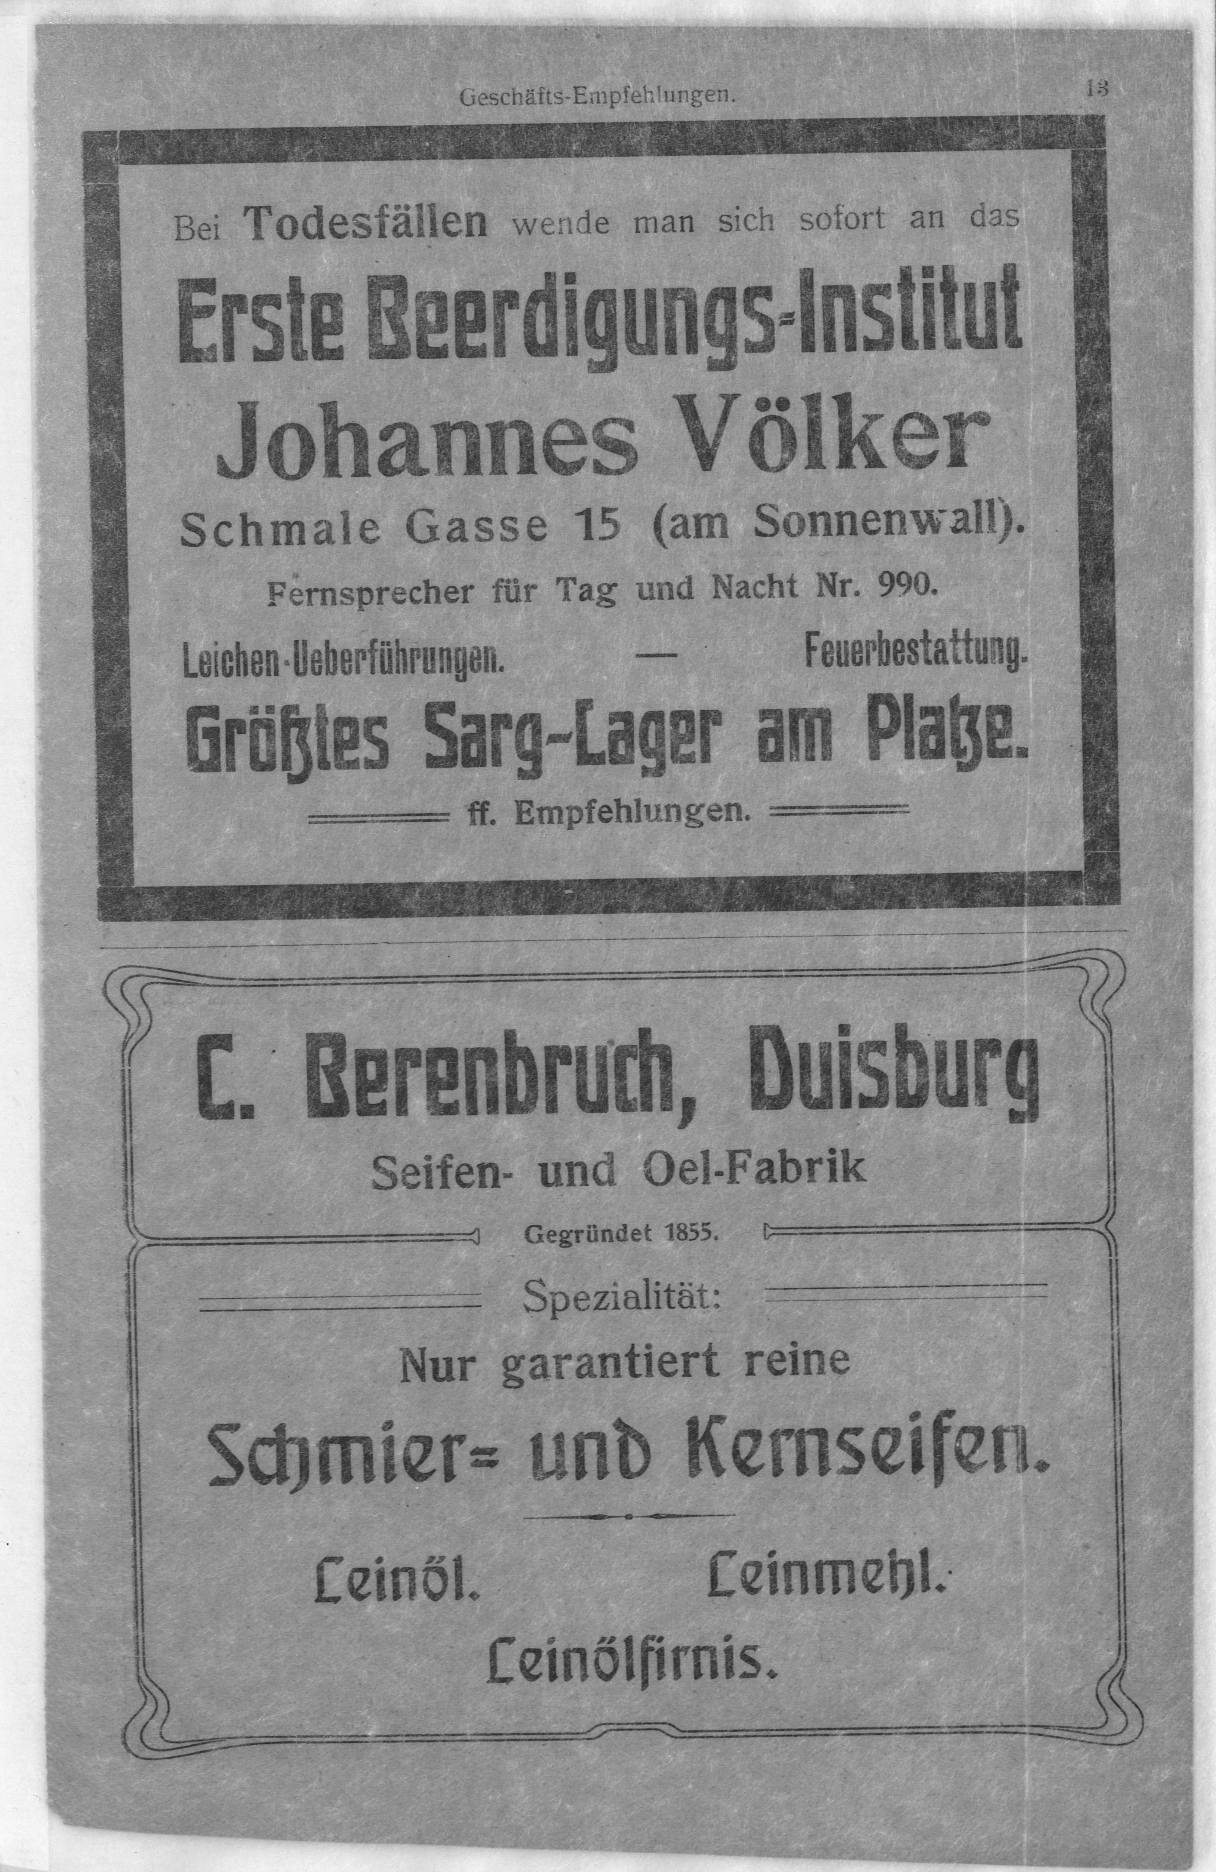 Geschäfts-Empfehlungen. 13
Bei Todesfällen wende man sich sofort an das
Erste Beerdigungs-Institut
Johannes Völker
Schmale Gasse 15 (am Sonnenwall).
Fernsprecher für Tag und Nacht Nr. 990.
Leichen-Ueberführungen. — Feuerbestattung.
Größtes Sarg-Lager am Platze.
ff. Empfehlungen.
C. Berenbruch, Duisburg
Seifen- und Oel-Fabrik
Gegründet 1855.
Spezialität:
Nur garantiert reine
Schmier- und Kernseifen.
Leinöl. Leinmehl.
Leinölfirnis.